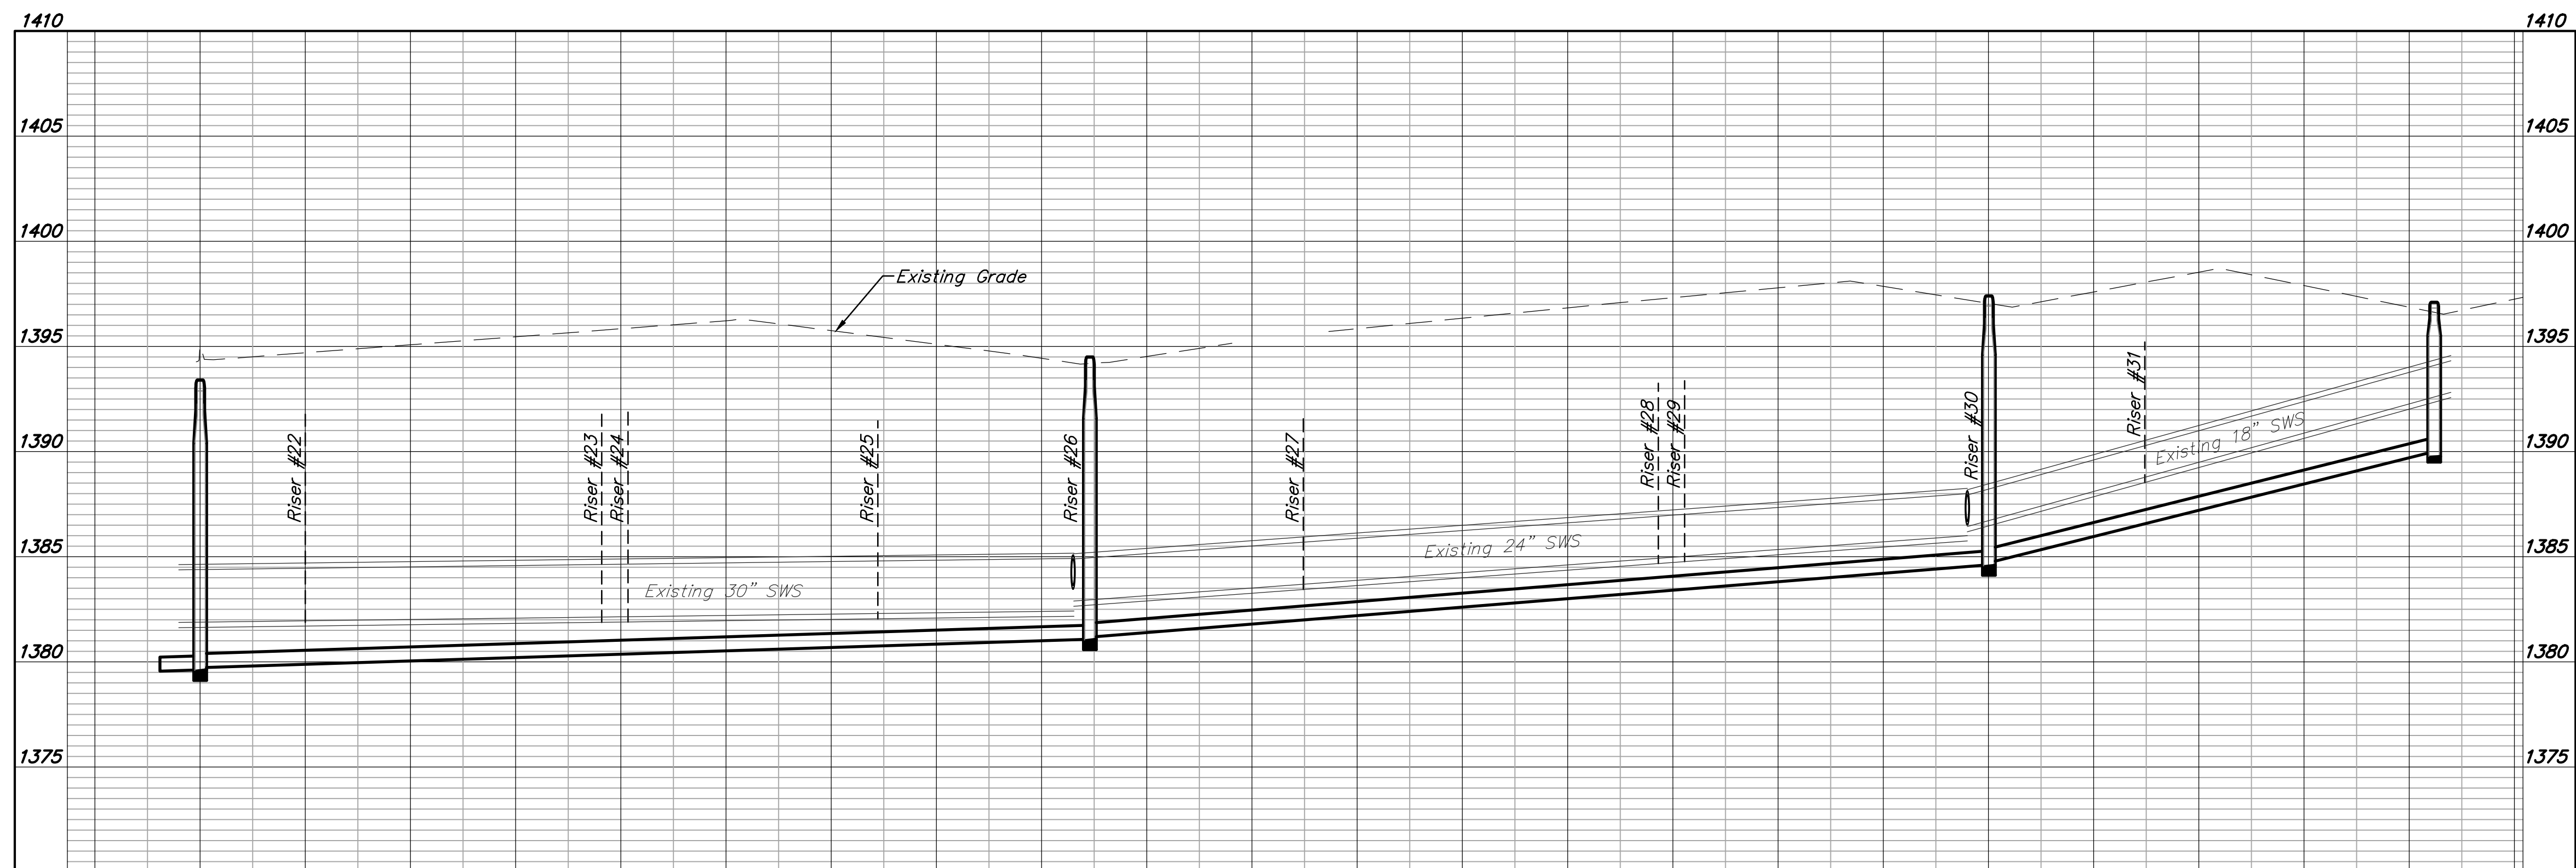 1410
1410
1405
1405
1400
1400
Existing Grade
1395
1395
Riser #22
Riser #23
Riser #24
Riser #25
Riser #26
Riser #27
Riser #28
Riser #29
Riser #30
Riser #31
1390
1390
Existing 18" SWS
1385
1385
Existing 24" SWS
Existing 30" SWS
1380
1380
1375
1375